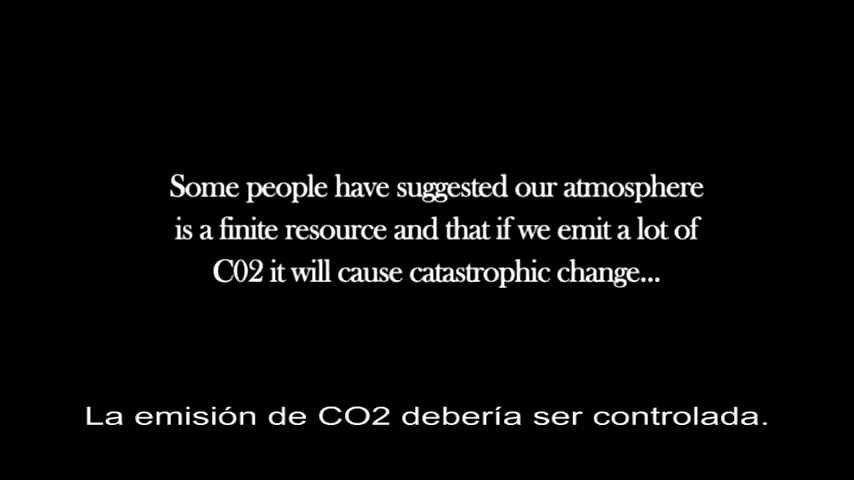 Some people have suggested our atmosphere
is a finite resource and that if we emit a lot of
C02 it will cause catastrophic change...
La emisión de CO2 debería ser controlada.